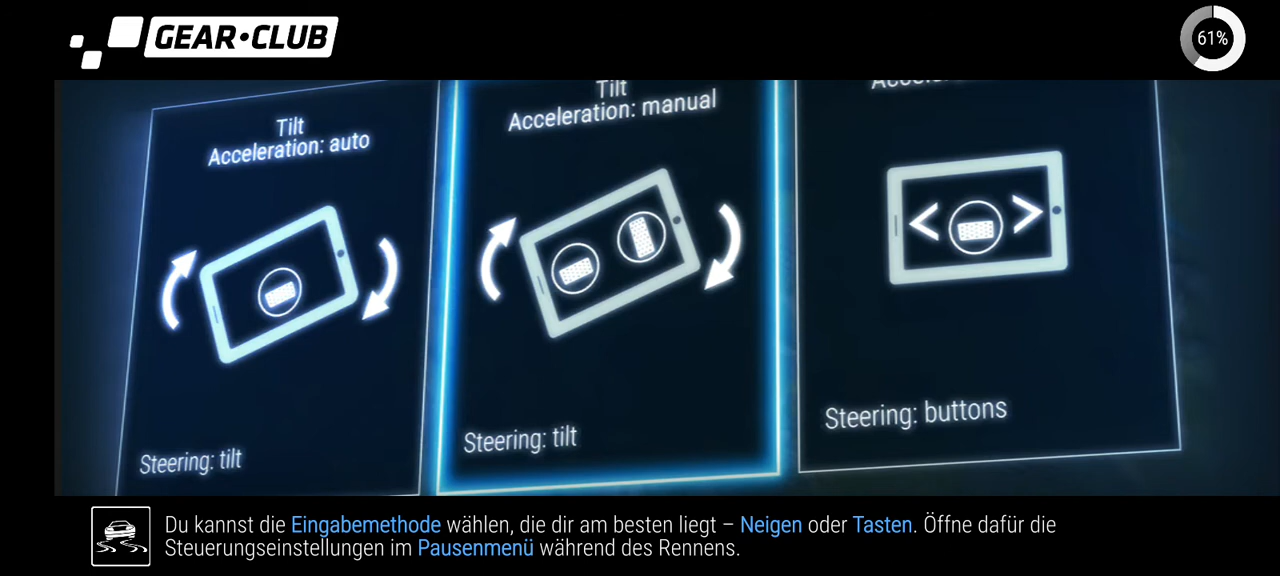 GEAR•CLUB
61%
Tilt
Acceleration: auto
Steering: tilt
Tilt
Acceleration: manual
Steering: tilt
Steering: buttons
Du kannst die Eingabemethode wählen, die dir am besten liegt – Neigen oder Tasten. Öffne dafür die
Steuerungseinstellungen im Pausenmenü während des Rennens.